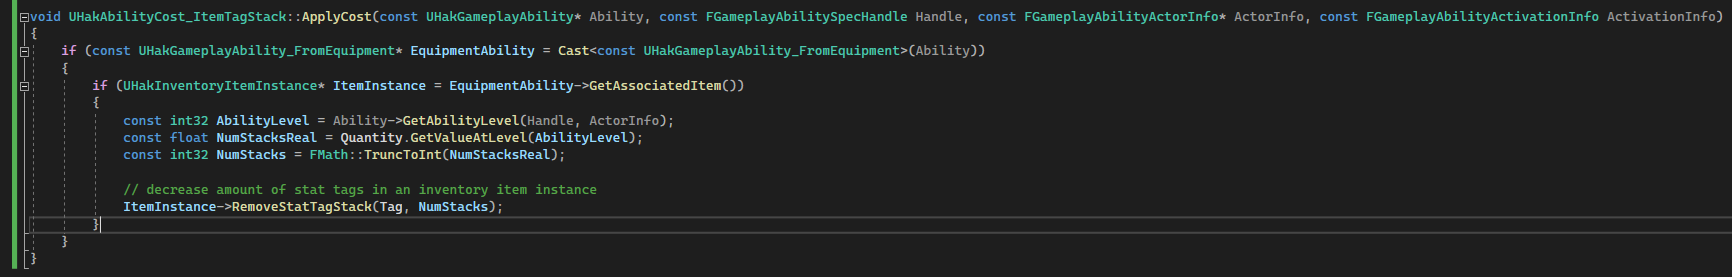 void UHakAbilityCost_ItemTagStack::ApplyCost(const UHakGameplayAbility* Ability, const FGameplayAbilitySpecHandle Handle, const FGameplayAbilityActorInfo* ActorInfo, const FGameplayAbilityActivationInfo ActivationInfo)
{
if (const UHakGameplayAbility_FromEquipment* EquipmentAbility = Cast<const UHakGameplayAbility_FromEquipment>(Ability))
{
if (UHakInventoryItemInstance* ItemInstance = EquipmentAbility->GetAssociatedItem())
{
const int32 AbilityLevel = Ability->GetAbilityLevel(Handle, ActorInfo);
const float NumStacksReal = Quantity.GetValueAtLevel(AbilityLevel);
const int32 NumStacks = FMath::TruncToInt(NumStacksReal);
// decrease amount of stat tags in an inventory item instance
ItemInstance->RemoveStatTagStack(Tag, NumStacks);
}
}
}